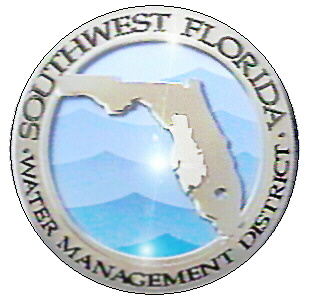 SOUTHWEST FLORIDA
· WATER MANAGEMENT DISTRICT ·